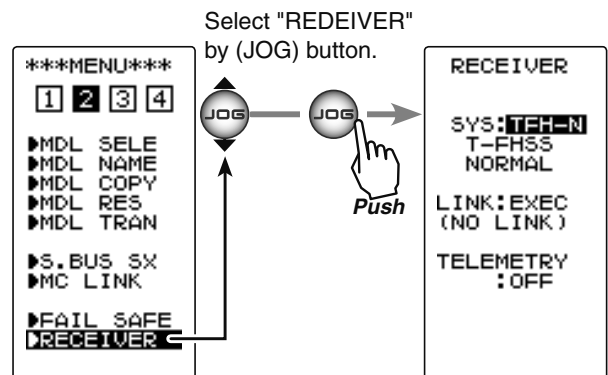 Select "REDEIVER"
by (JOG) button.
***MENU***
1 2 3 4
MDL SELE
MDL NAME
MDL COPY
MDL RES
MDL TRAN
S.BUS SX
MC LINK
FAIL SAFE
RECEIVER
JOG
JOG
Push
RECEIVER
SYS:TFH-N
T-FHSS
NORMAL
LINK:EXEC
(NO LINK)
TELEMETRY
:OFF